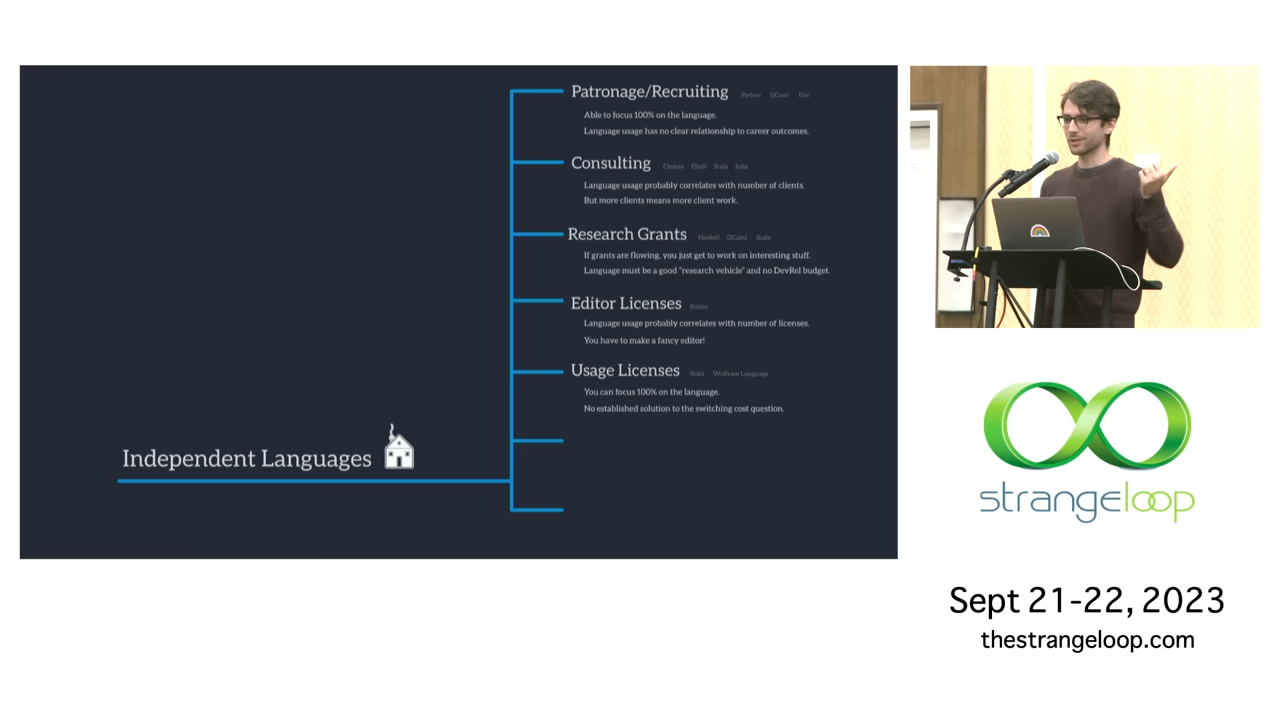 Patronage/Recruiting Python OCaml Elm
Able to focus 100% on the language.
Language usage has no clear relationship to career outcomes.
Consulting Clojure Elixir Scala Julia
Language usage probably correlates with number of clients.
But more clients means more client work.
Research Grants Haskell OCaml Scala
If grants are flowing, you just get to work on interesting stuff.
Language must be a good "research vehicle" and no DevRel budget.
Editor Licenses Kotlin
Language usage probably correlates with number of licenses.
You have to make a fancy editor!
Usage Licenses Stata Wolfram Language
You can focus 100% on the language.
No established solution to the switching cost question.
Independent Languages
strangeloop
Sept 21-22, 2023
thestrangeloop.com